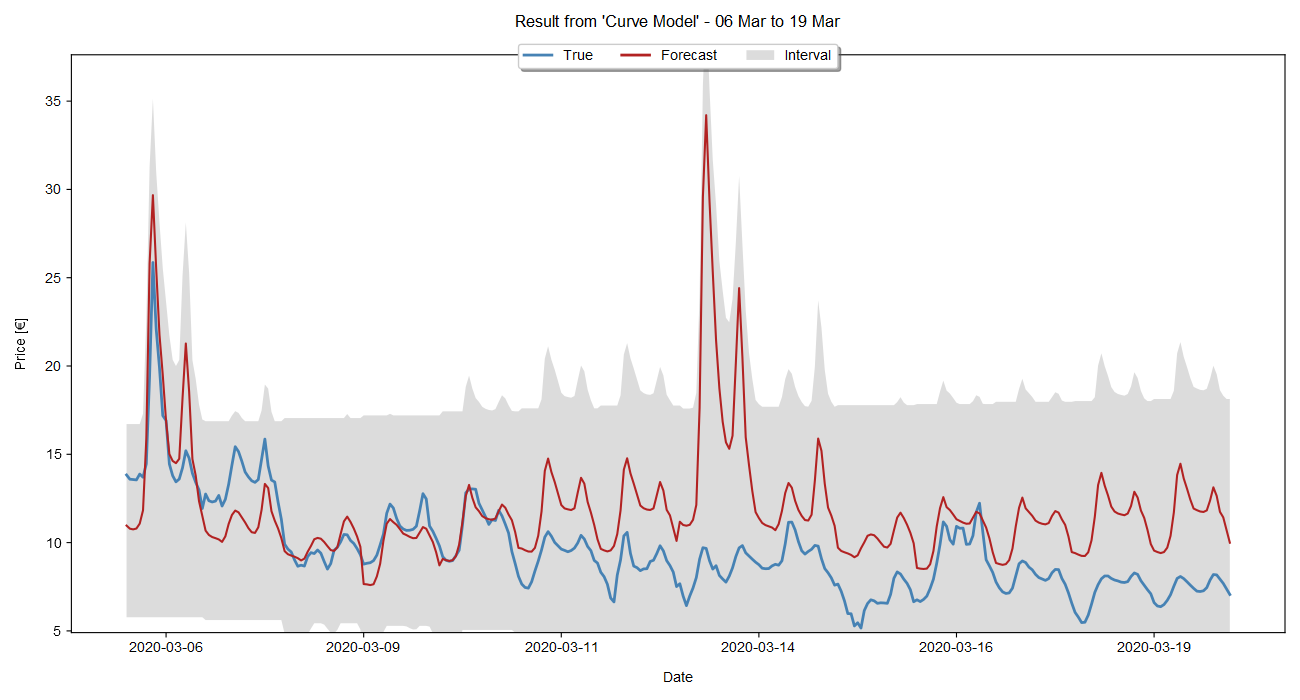 Result from 'Curve Model' - 06 Mar to 19 Mar
True Forecast Interval
Price [€]
35
30
25
20
15
10
5
2020-03-06 2020-03-09 2020-03-11 2020-03-14 2020-03-16 2020-03-19
Date